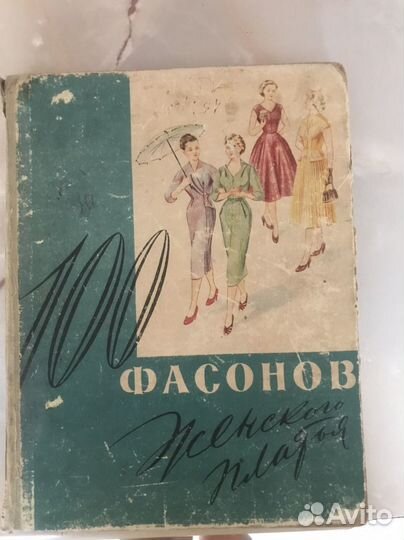 100
ФАСОНОВ
женского
платья
Avito